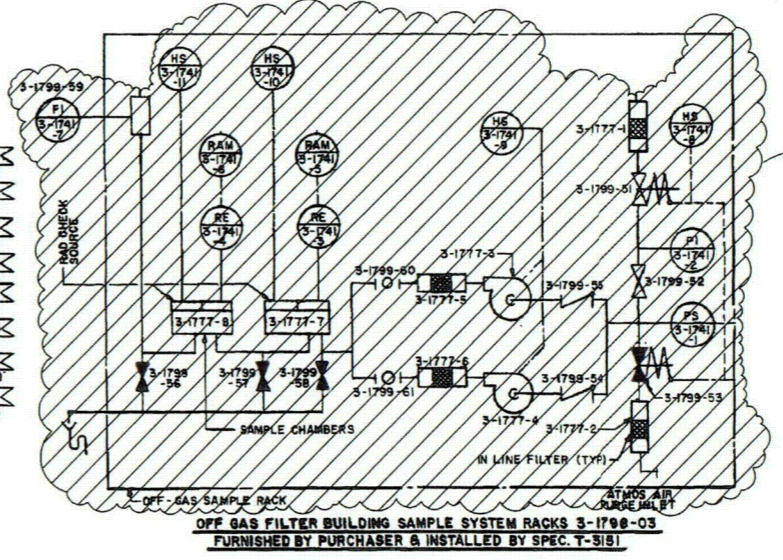 HS
3-1741
-11
HS
3-1741
-10
3-1799-59
FI
3-1741
-7
HS
3-1741
-9
3-1777-1
HS
3-1741
-8
RAM
3-1741
-6
RAM
3-1741
-5
3-1799-51
RAD CHECK
SOURCE
RE
3-1741
-4
RE
3-1741
-3
3-1777-3
PI
3-1741
-2
3-1799-60
3-1799-55
3-1799-52
3-1777-5
3-1777-8
3-1777-7
PS
3-1741
-1
3-1799
-56
3-1799
-57
3-1799
-58
3-1777-6
3-1799-54
3-1799-61
3-1799-53
3-1777-4
3-1777-2
SAMPLE CHAMBERS
IN LINE FILTER (TYP)
OFF-GAS SAMPLE RACK
ATMOS AIR
PURGE INLET
OFF GAS FILTER BUILDING SAMPLE SYSTEM RACKS 3-1798-03
FURNISHED BY PURCHASER & INSTALLED BY SPEC. T-3151
M M M M M M M-M